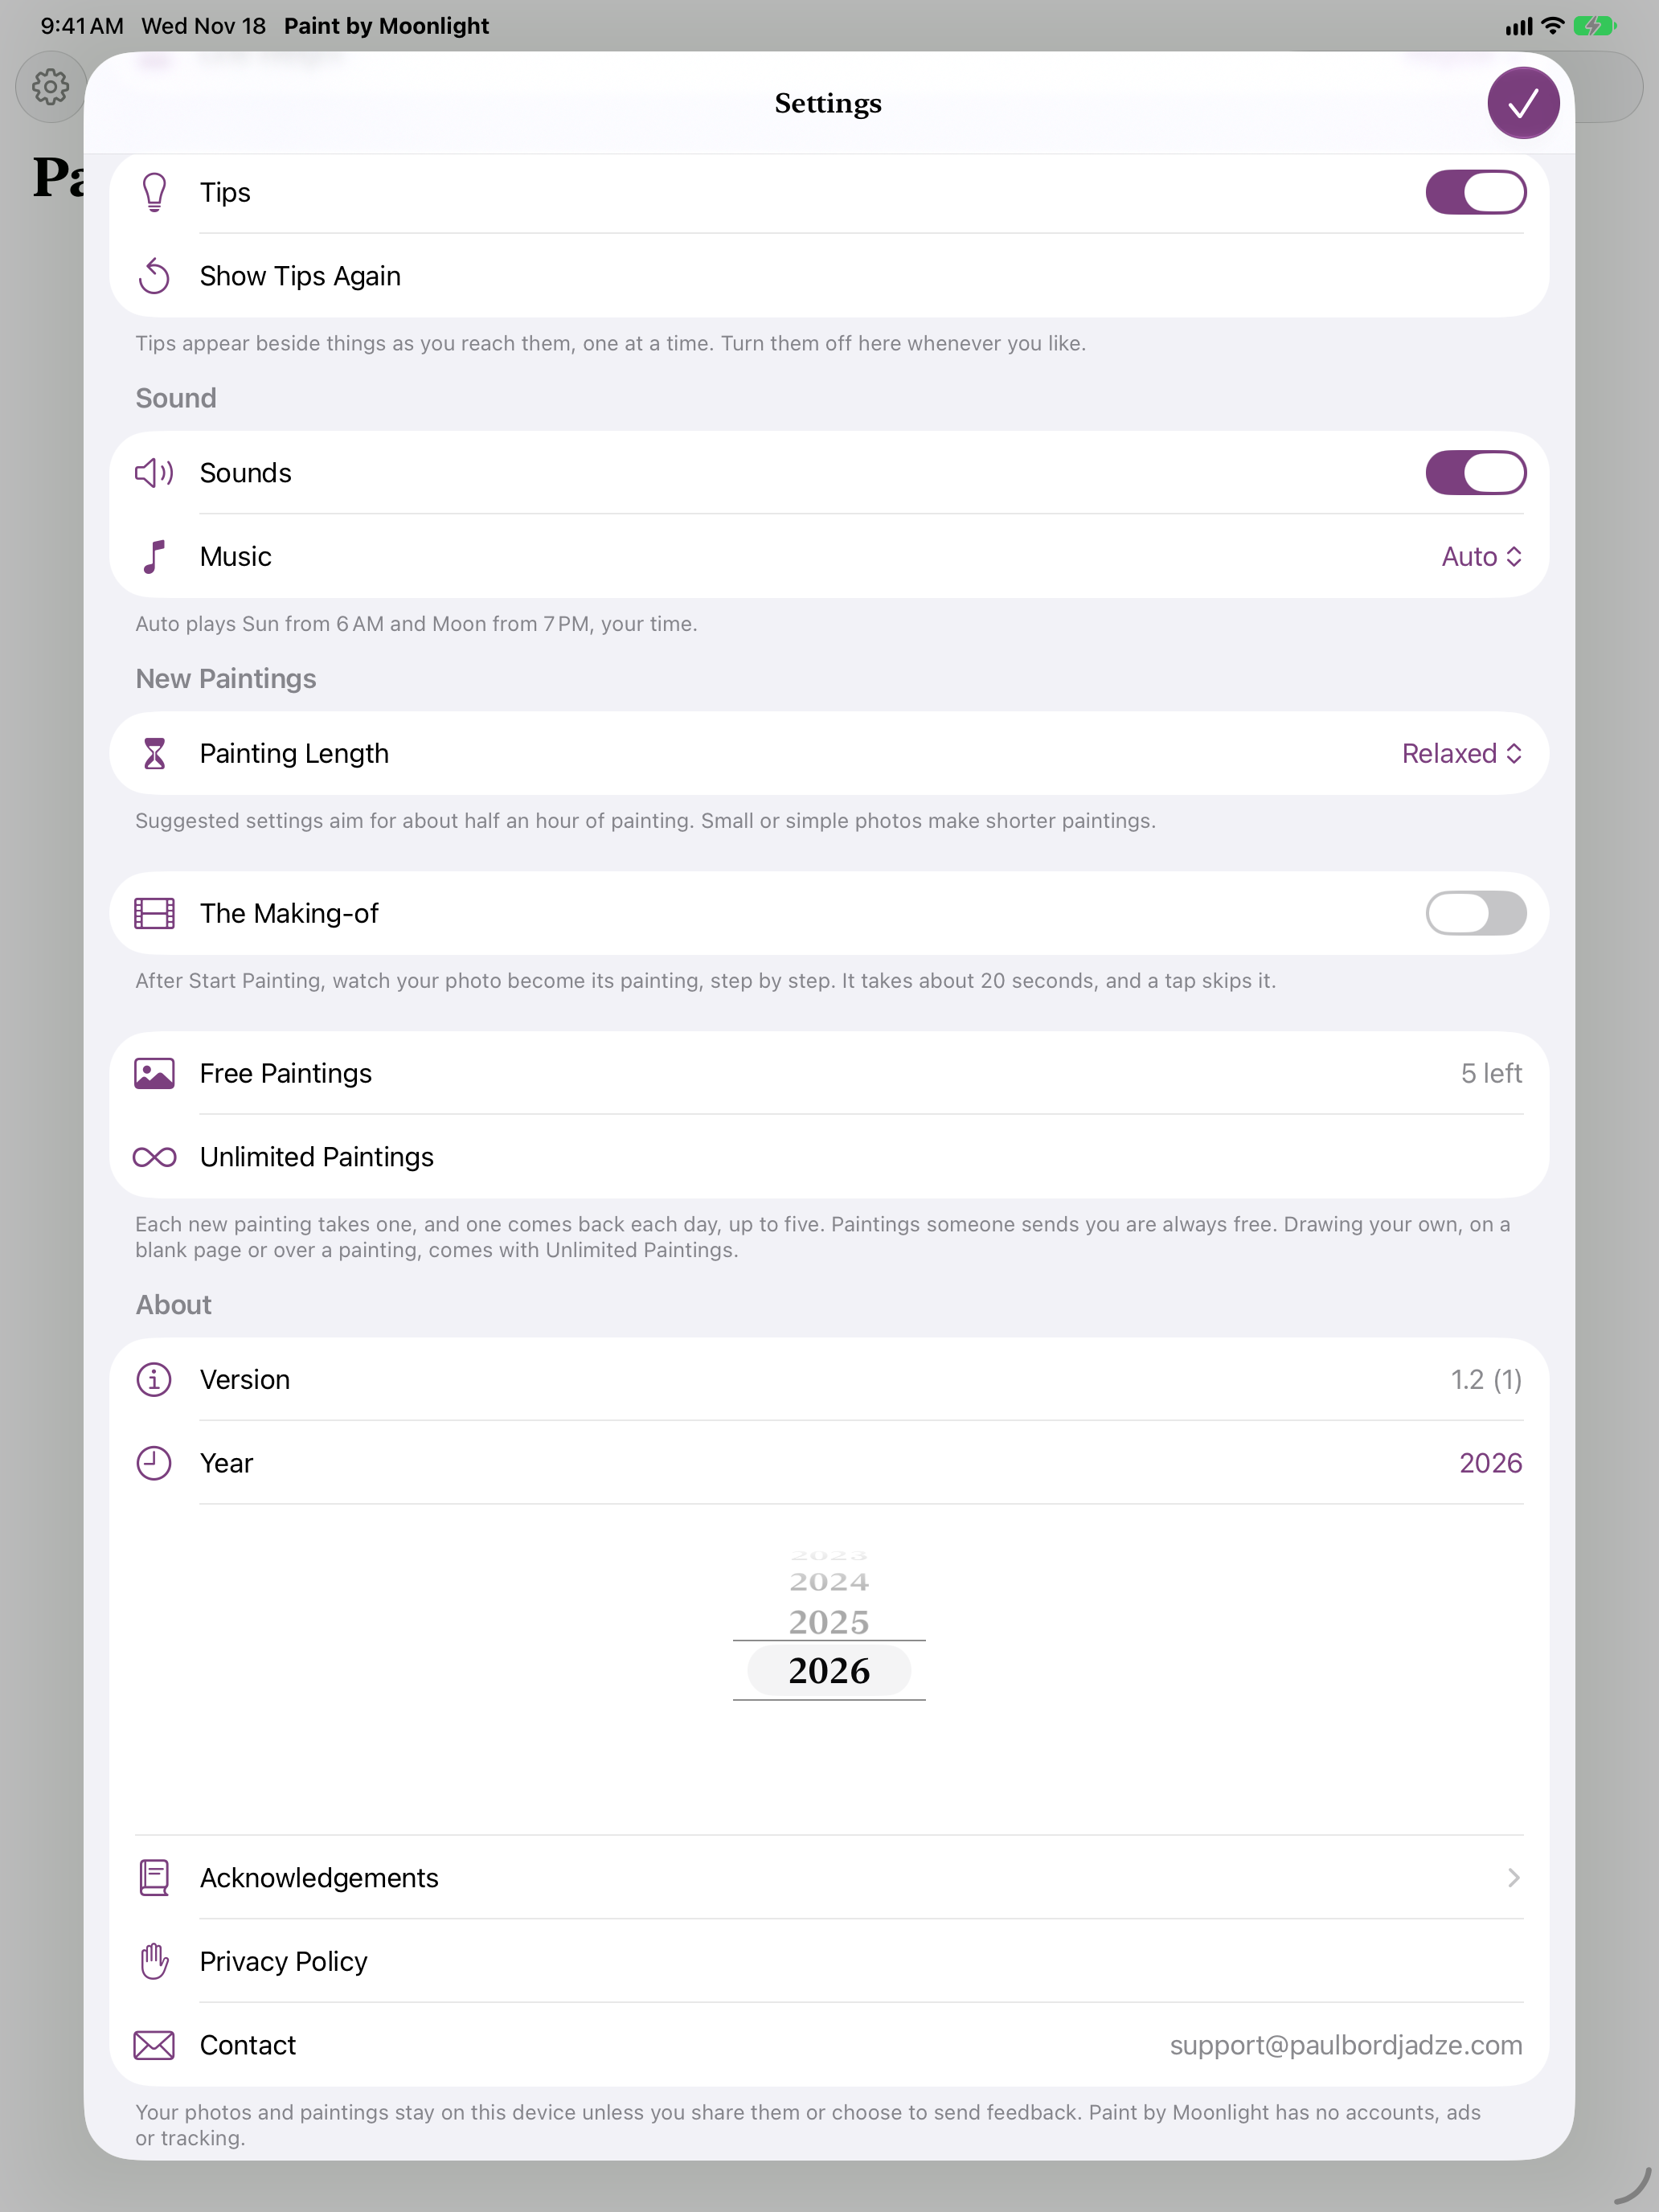 9:41 AM Wed Nov 18 Paint by Moonlight
Settings
Tips
Show Tips Again
Tips appear beside things as you reach them, one at a time. Turn them off here whenever you like.
Sound
Sounds
Music Auto
Auto plays Sun from 6 AM and Moon from 7 PM, your time.
New Paintings
Painting Length Relaxed
Suggested settings aim for about half an hour of painting. Small or simple photos make shorter paintings.
The Making-of
After Start Painting, watch your photo become its painting, step by step. It takes about 20 seconds, and a tap skips it.
Free Paintings 5 left
Unlimited Paintings
Each new painting takes one, and one comes back each day, up to five. Paintings someone sends you are always free. Drawing your own, on a
blank page or over a painting, comes with Unlimited Paintings.
About
Version 1.2 (1)
Year 2026
2023
2024
2025
2026
Acknowledgements
Privacy Policy
Contact support@paulbordjadze.com
Your photos and paintings stay on this device unless you share them or choose to send feedback. Paint by Moonlight has no accounts, ads
or tracking.